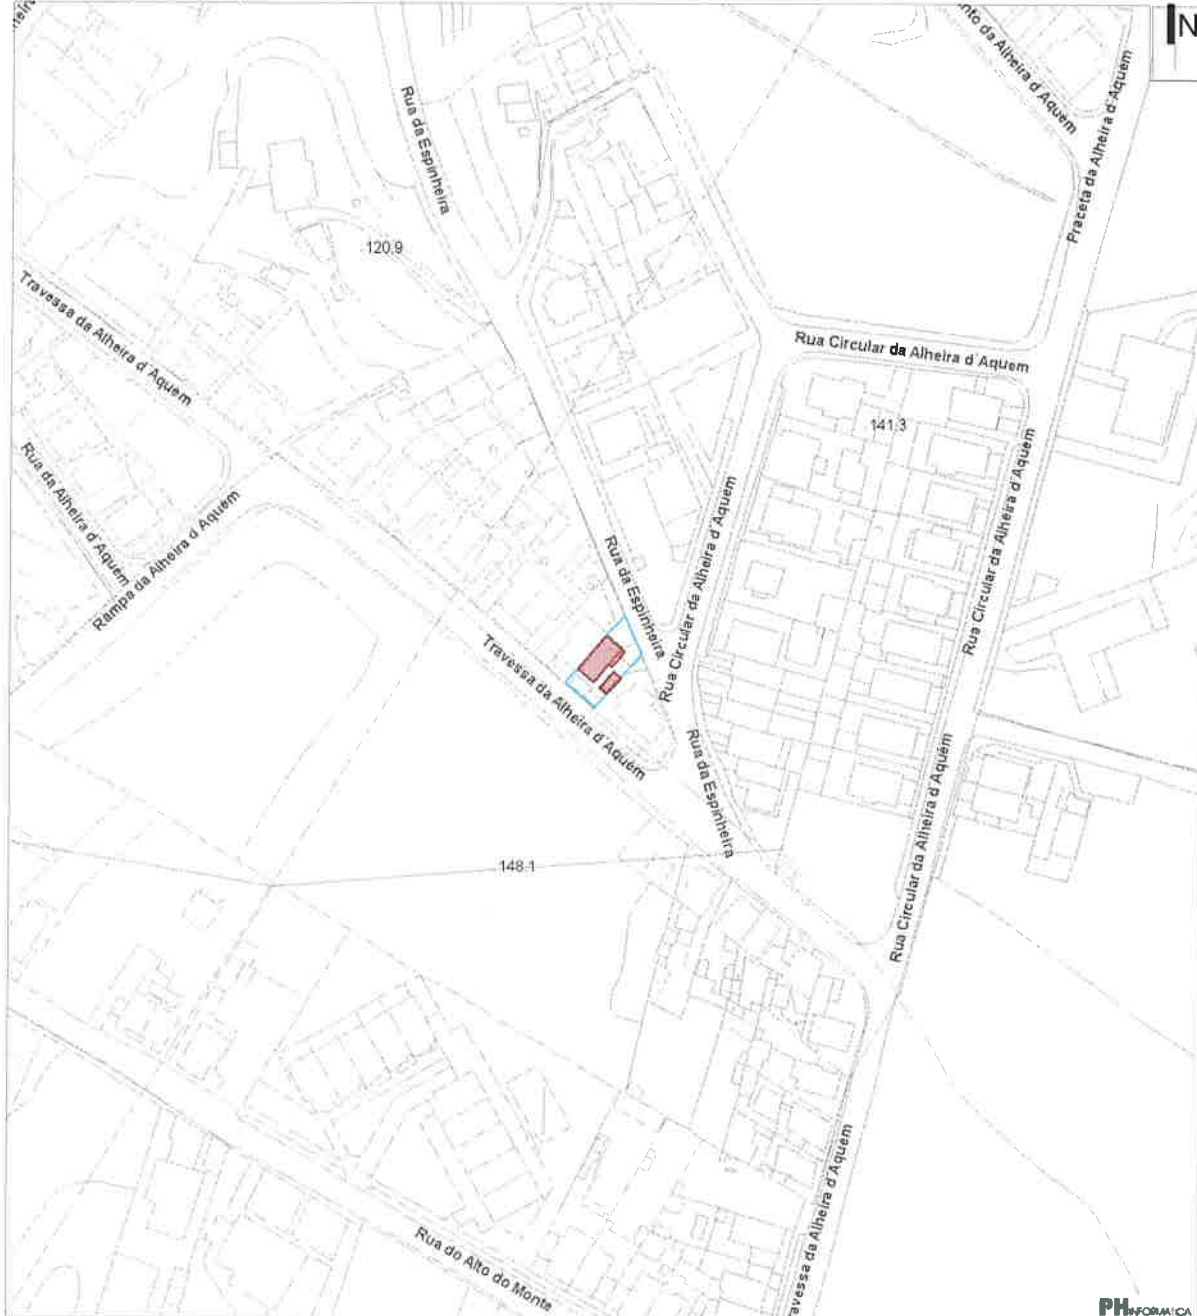 N
Rua da Espinheira
d'Aquem
Praceta da Alheira d'Aquem
120.9
Travessa da Alheira d'Aquem
Rua Circular da Alheira d'Aquem
141.3
Rua da Alheira d'Aquem
Rampa da Alheira d'Aquem
Rua Circular da Alheira d'Aquem
Rua Circular da Alheira d'Aquem
Rua da Espinheira
Travessa da Alheira d'Aquem
Rua da Espinheira
Rua Circular da Alheira d'Aquem
148.1
avessa da Alheira d'Aquem
Rua do Alto do Monte
PHINFORMATICA